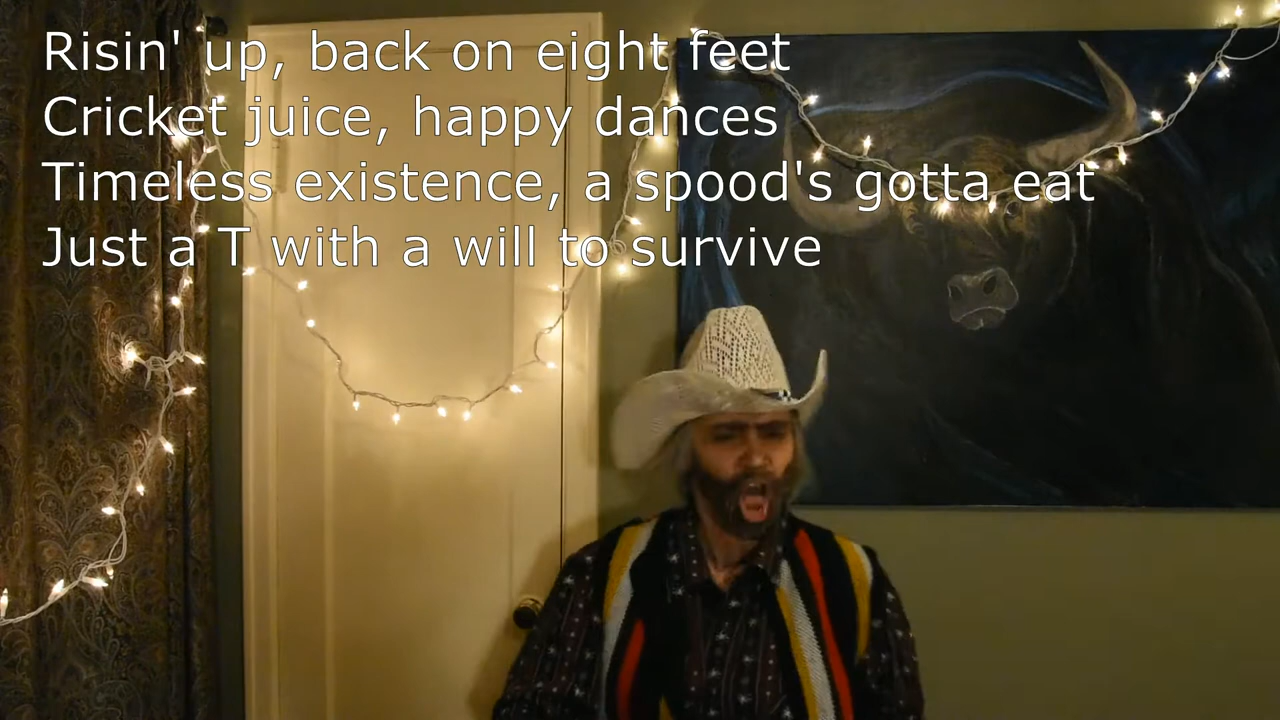 Risin' up, back on eight feet
Cricket juice, happy dances
Timeless existence, a spood's gotta eat
Just a T with a will to survive